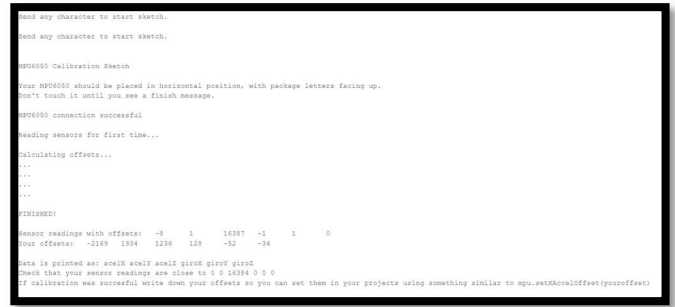 Send any character to start sketch.
Send any character to start sketch.
MPU6050 Calibration Sketch
Your MPU6050 should be placed in horizontal position, with package letters facing up.
Don't touch it until you see a finish message.
MPU6050 connection successful
Reading sensors for first time...
Calculating offsets...
...
...
...
...
FINISHED!
Sensor readings with offsets: -8 1 16387 -1 1 0
Your offsets: -2169 1934 1236 128 -52 -34
Data is printed as: acelX acelY acelZ giroX giroY giroZ
Check that your sensor readings are close to 0 0 16384 0 0 0
If calibration was succesful write down your offsets so you can set them in your projects using something similar to mpu.setXAccelOffset(youroffset)